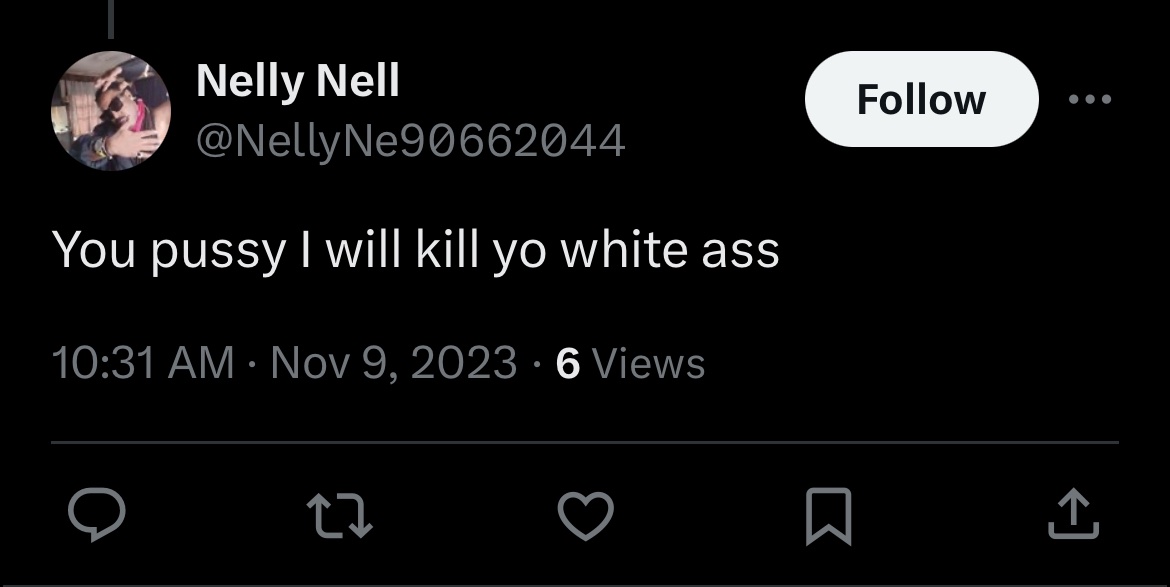 Nelly Nell
Follow
@NellyNe90662044
You pussy I will kill yo white ass
10:31 AM · Nov 9, 2023 · 6 Views